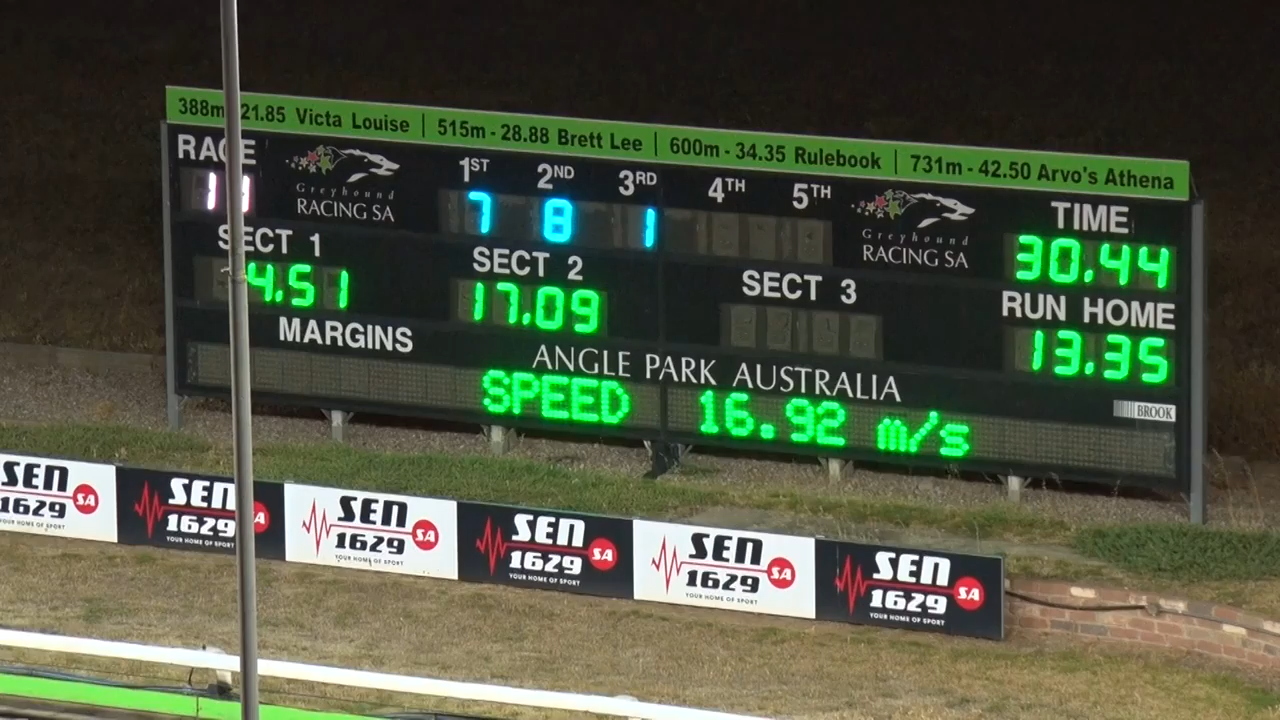 388m 21.85 Victa Louise | 515m - 28.88 Brett Lee | 600m - 34.35 Rulebook | 731m - 42.50 Arvo's Athena
RACE
11
Greyhound
RACING SA
1ST 2ND 3RD 4TH 5TH
7 8 1
Greyhound
RACING SA
TIME
30.44
SECT 1
4.51
SECT 2
17.09
SECT 3
RUN HOME
13.35
MARGINS
ANGLE PARK AUSTRALIA
SPEED 16.92 m/s
BROOK
SEN
1629 SA
YOUR HOME OF SPORT
SEN
1629 SA
YOUR HOME OF SPORT
SEN
1629 SA
YOUR HOME OF SPORT
SEN
1629 SA
YOUR HOME OF SPORT
SEN
1629 SA
YOUR HOME OF SPORT
SEN
1629 SA
YOUR HOME OF SPORT